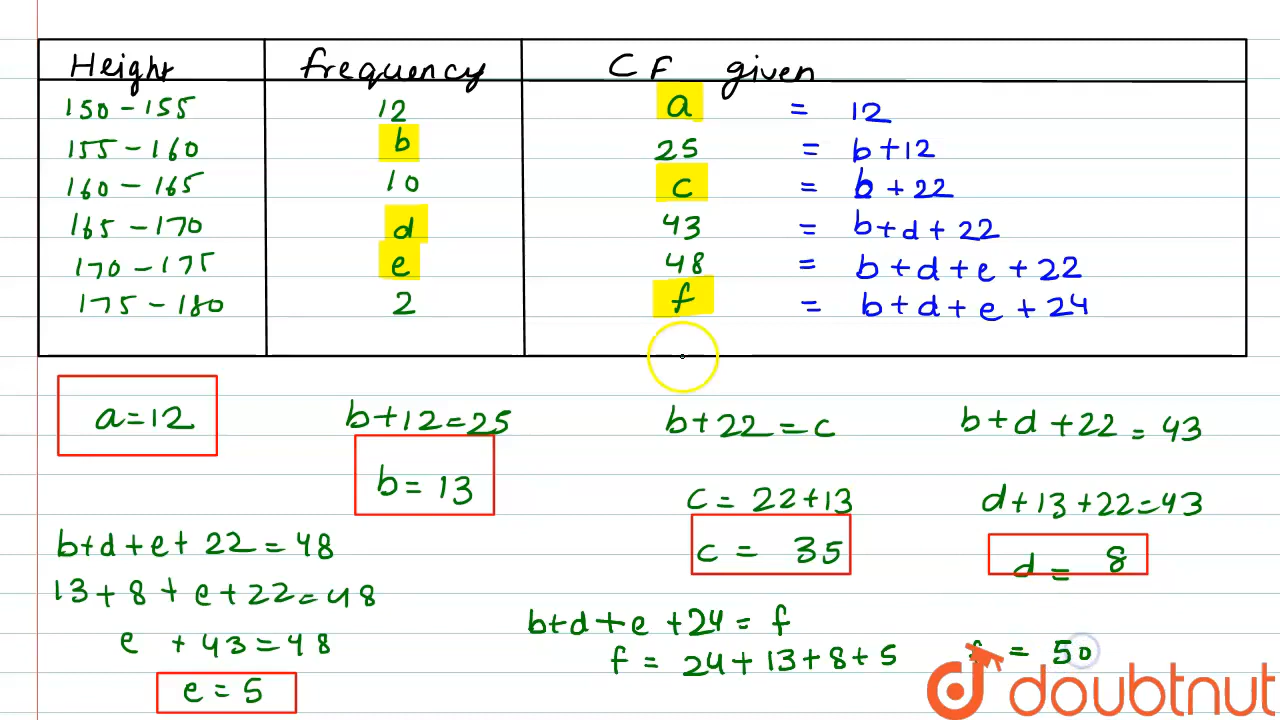 Height frequency CF given
150-155 12 a = 12
155-160 b 25 = b+12
160-165 10 c = b+22
165-170 d 43 = b+d+22
170-175 e 48 = b+d+e+22
175-180 2 f = b+d+e+24
a=12 b+12=25 b+22=c b+d+22=43
b=13 c=22+13 d+13+22=43
b+d+e+22=48 c= 35 d= 8
13+8+e+22=48 b+d+e+24=f
e +43=48 f= 24+13+8+5 = 50
e=5
doubtnut